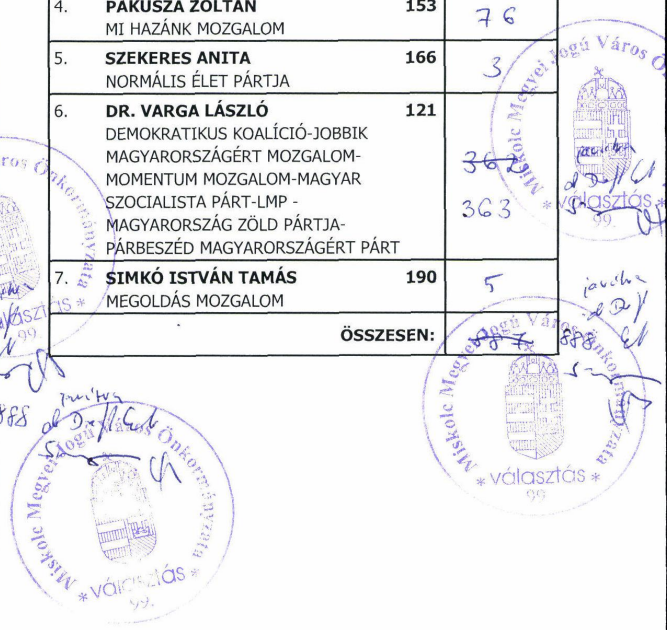 4. PAKUSZA ZOLTÁN 153 76
MI HAZÁNK MOZGALOM
5. SZEKERES ANITA 166 3
NORMÁLIS ÉLET PÁRTJA
6. DR. VARGA LÁSZLÓ 121
DEMOKRATIKUS KOALÍCIÓ-JOBBIK
MAGYARORSZÁGÉRT MOZGALOM- 362
MOMENTUM MOZGALOM-MAGYAR
SZOCIALISTA PÁRT-LMP - 363
MAGYARORSZÁG ZÖLD PÁRTJA-
PÁRBESZÉD MAGYARORSZÁGÉRT PÁRT
7. SIMKÓ ISTVÁN TAMÁS 190 5
MEGOLDÁS MOZGALOM
javítva
ÖSSZESEN: 887 888
888
javítva
Miskolc Megyei Jogú Város Ö
* választás *
99.
ros Önkormányzata
99.
Miskolc Megyei Jogú Város Önkormányzata
* választás *
99.
Miskolc Megyei Jogú Város Önkormányzata
* választás *
99.